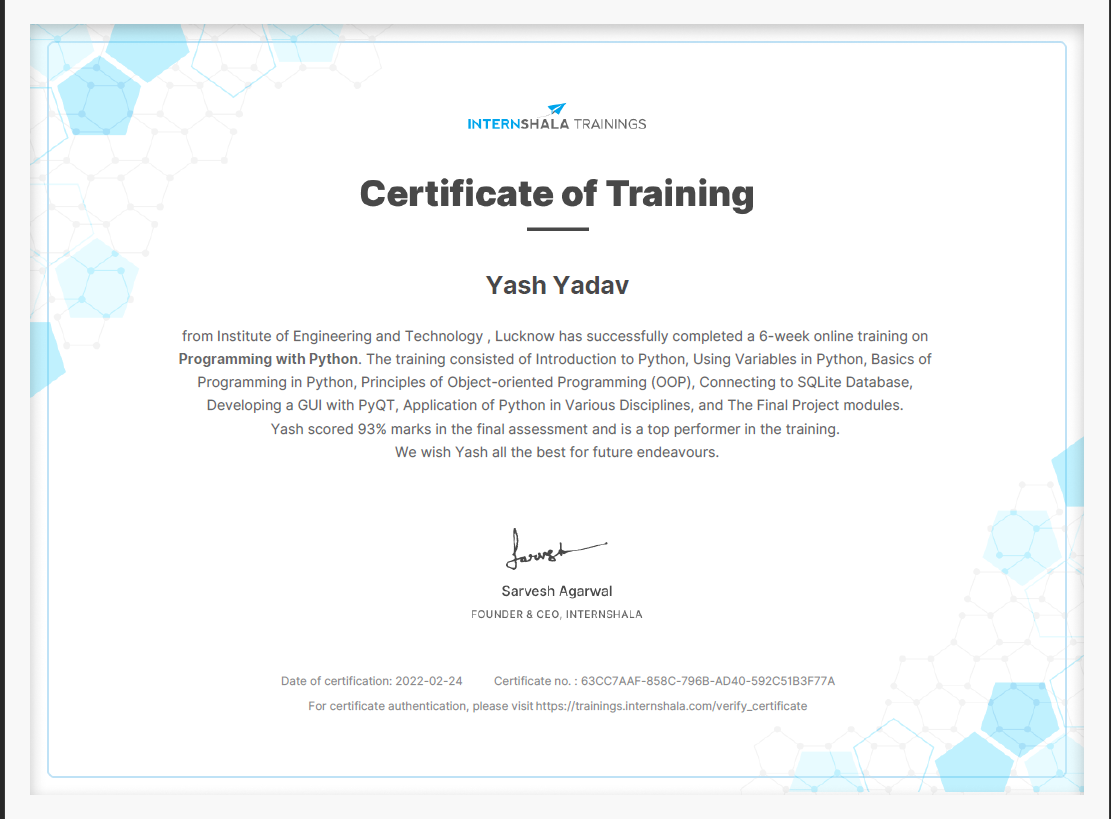 INTERNSHALA TRAININGS
Certificate of Training
Yash Yadav
from Institute of Engineering and Technology , Lucknow has successfully completed a 6-week online training on
Programming with Python. The training consisted of Introduction to Python, Using Variables in Python, Basics of
Programming in Python, Principles of Object-oriented Programming (OOP), Connecting to SQLite Database,
Developing a GUI with PyQT, Application of Python in Various Disciplines, and The Final Project modules.
Yash scored 93% marks in the final assessment and is a top performer in the training.
We wish Yash all the best for future endeavours.
Sarvesh
Sarvesh Agarwal
FOUNDER & CEO, INTERNSHALA
Date of certification: 2022-02-24 Certificate no. : 63CC7AAF-858C-796B-AD40-592C51B3F77A
For certificate authentication, please visit https://trainings.internshala.com/verify_certificate